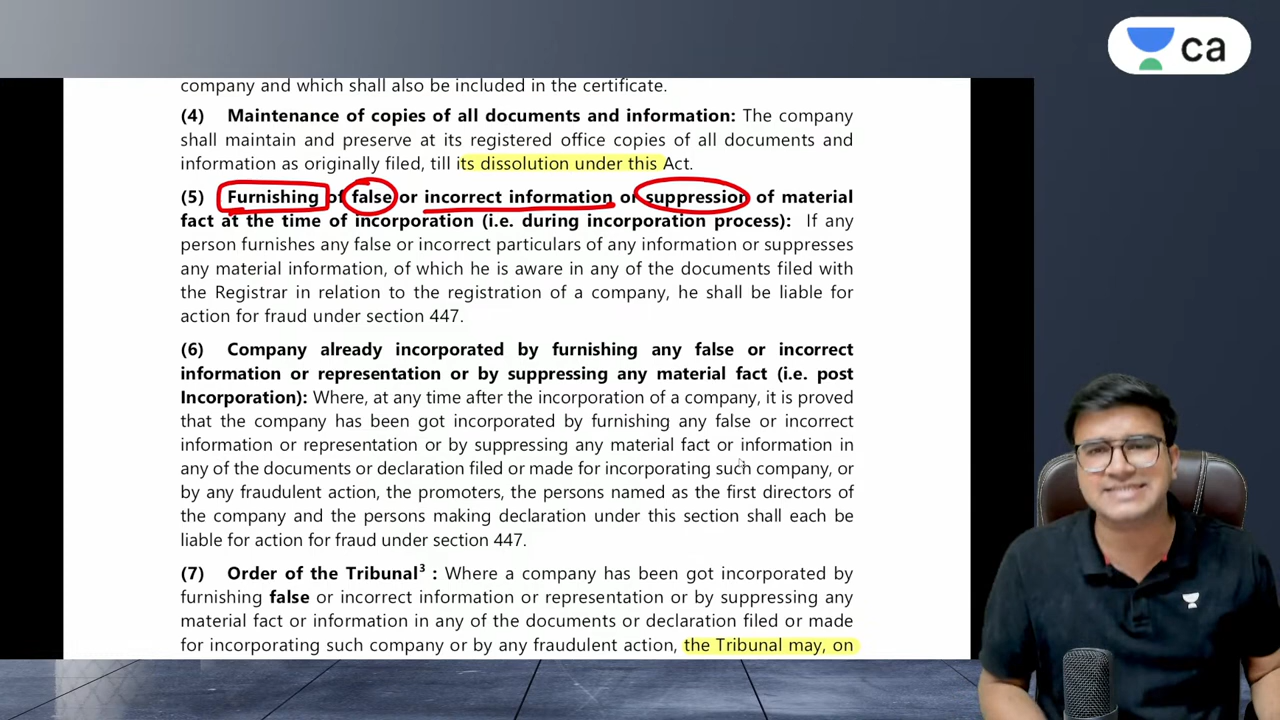 ca
company and which shall also be included in the certificate.
(4) Maintenance of copies of all documents and information: The company
shall maintain and preserve at its registered office copies of all documents and
information as originally filed, till its dissolution under this Act.
(5) Furnishing of false or incorrect information or suppression of material
fact at the time of incorporation (i.e. during incorporation process): If any
person furnishes any false or incorrect particulars of any information or suppresses
any material information, of which he is aware in any of the documents filed with
the Registrar in relation to the registration of a company, he shall be liable for
action for fraud under section 447.
(6) Company already incorporated by furnishing any false or incorrect
information or representation or by suppressing any material fact (i.e. post
Incorporation): Where, at any time after the incorporation of a company, it is proved
that the company has been got incorporated by furnishing any false or incorrect
information or representation or by suppressing any material fact or information in
any of the documents or declaration filed or made for incorporating such company, or
by any fraudulent action, the promoters, the persons named as the first directors of
the company and the persons making declaration under this section shall each be
liable for action for fraud under section 447.
(7) Order of the Tribunal³ : Where a company has been got incorporated by
furnishing false or incorrect information or representation or by suppressing any
material fact or information in any of the documents or declaration filed or made
for incorporating such company or by any fraudulent action, the Tribunal may, on